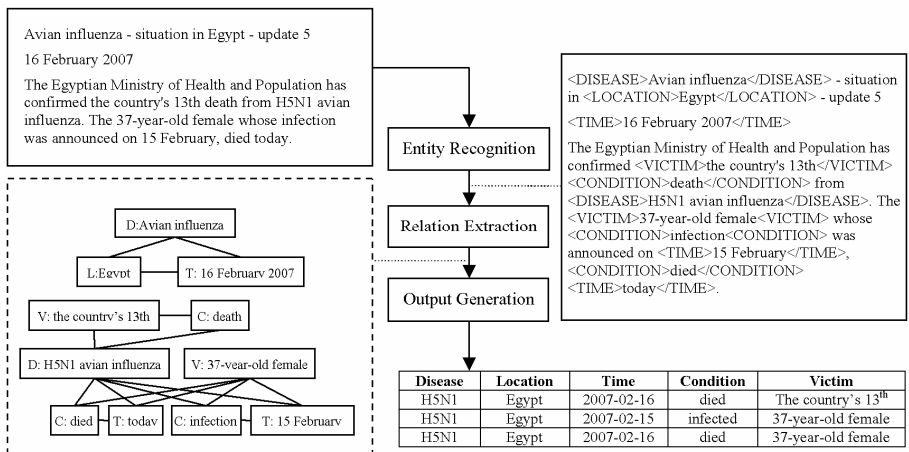 Avian influenza - situation in Egypt - update 5
16 February 2007
The Egyptian Ministry of Health and Population has
confirmed the country's 13th death from H5N1 avian
influenza. The 37-year-old female whose infection
was announced on 15 February, died today.
Entity Recognition
Relation Extraction
Output Generation
<DISEASE>Avian influenza</DISEASE> - situation
in <LOCATION>Egypt</LOCATION> - update 5
<TIME>16 February 2007</TIME>
The Egyptian Ministry of Health and Population has
confirmed <VICTIM>the country's 13th</VICTIM>
<CONDITION>death</CONDITION> from
<DISEASE>H5N1 avian influenza</DISEASE>. The
<VICTIM>37-year-old female<VICTIM> whose
<CONDITION>infection<CONDITION> was
announced on <TIME>15 February</TIME>,
<CONDITION>died</CONDITION>
<TIME>today</TIME>.
D:Avian influenza
L:Egypt
T: 16 February 2007
V: the country's 13th
C: death
D: H5N1 avian influenza
V: 37-year-old female
C: died
T: today
C: infection
T: 15 February
Disease Location Time Condition Victim
H5N1 Egypt 2007-02-16 died The country's 13th
H5N1 Egypt 2007-02-15 infected 37-year-old female
H5N1 Egypt 2007-02-16 died 37-year-old female